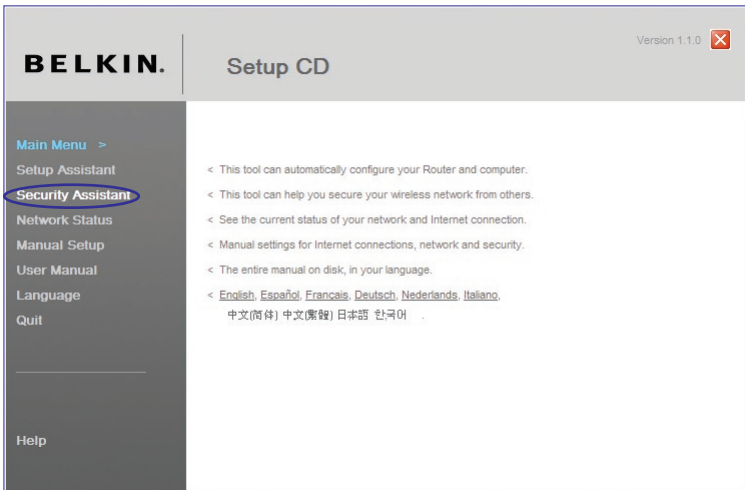 BELKIN.
Setup CD
Version 1.1.0
Main Menu >
Setup Assistant
< This tool can automatically configure your Router and computer.
Security Assistant
< This tool can help you secure your wireless network from others.
Network Status
< See the current status of your network and Internet connection.
Manual Setup
< Manual settings for Internet connections, network and security.
User Manual
< The entire manual on disk, in your language.
Language
< English, Español, Francais, Deutsch, Nederlands, Italiano,
中文(简体) 中文(繁體) 日本語 한국어 .
Quit
Help